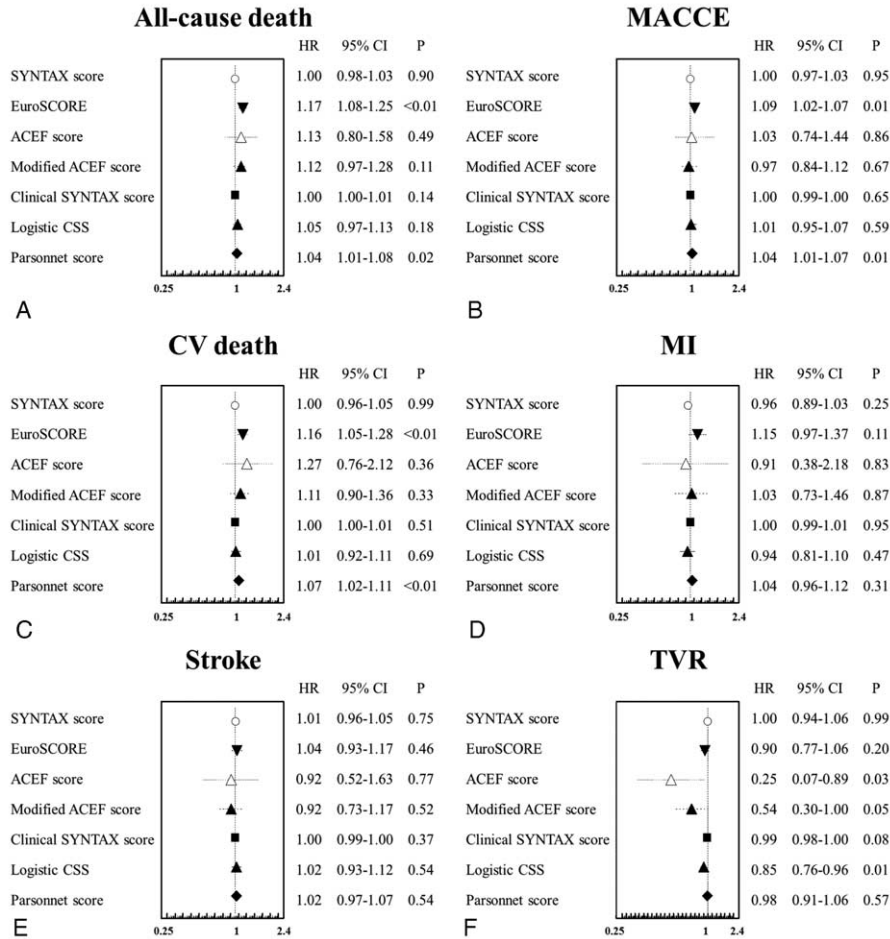 All-cause death
HR 95% CI P
SYNTAX score 1.00 0.98-1.03 0.90
EuroSCORE 1.17 1.08-1.25 <0.01
ACEF score 1.13 0.80-1.58 0.49
Modified ACEF score 1.12 0.97-1.28 0.11
Clinical SYNTAX score 1.00 1.00-1.01 0.14
Logistic CSS 1.05 0.97-1.13 0.18
Parsonnet score 1.04 1.01-1.08 0.02
0.25 1 2.4
A
MACCE
HR 95% CI P
SYNTAX score 1.00 0.97-1.03 0.95
EuroSCORE 1.09 1.02-1.07 0.01
ACEF score 1.03 0.74-1.44 0.86
Modified ACEF score 0.97 0.84-1.12 0.67
Clinical SYNTAX score 1.00 0.99-1.00 0.65
Logistic CSS 1.01 0.95-1.07 0.59
Parsonnet score 1.04 1.01-1.07 0.01
0.25 1 2.4
B
CV death
HR 95% CI P
SYNTAX score 1.00 0.96-1.05 0.99
EuroSCORE 1.16 1.05-1.28 <0.01
ACEF score 1.27 0.76-2.12 0.36
Modified ACEF score 1.11 0.90-1.36 0.33
Clinical SYNTAX score 1.00 1.00-1.01 0.51
Logistic CSS 1.01 0.92-1.11 0.69
Parsonnet score 1.07 1.02-1.11 <0.01
0.25 1 2.4
C
MI
HR 95% CI P
SYNTAX score 0.96 0.89-1.03 0.25
EuroSCORE 1.15 0.97-1.37 0.11
ACEF score 0.91 0.38-2.18 0.83
Modified ACEF score 1.03 0.73-1.46 0.87
Clinical SYNTAX score 1.00 0.99-1.01 0.95
Logistic CSS 0.94 0.81-1.10 0.47
Parsonnet score 1.04 0.96-1.12 0.31
0.25 1 2.4
D
Stroke
HR 95% CI P
SYNTAX score 1.01 0.96-1.05 0.75
EuroSCORE 1.04 0.93-1.17 0.46
ACEF score 0.92 0.52-1.63 0.77
Modified ACEF score 0.92 0.73-1.17 0.52
Clinical SYNTAX score 1.00 0.99-1.00 0.37
Logistic CSS 1.02 0.93-1.12 0.54
Parsonnet score 1.02 0.97-1.07 0.54
0.25 1 2.4
E
TVR
HR 95% CI P
SYNTAX score 1.00 0.94-1.06 0.99
EuroSCORE 0.90 0.77-1.06 0.20
ACEF score 0.25 0.07-0.89 0.03
Modified ACEF score 0.54 0.30-1.00 0.05
Clinical SYNTAX score 0.99 0.98-1.00 0.08
Logistic CSS 0.85 0.76-0.96 0.01
Parsonnet score 0.98 0.91-1.06 0.57
0.25 1 2.4
F